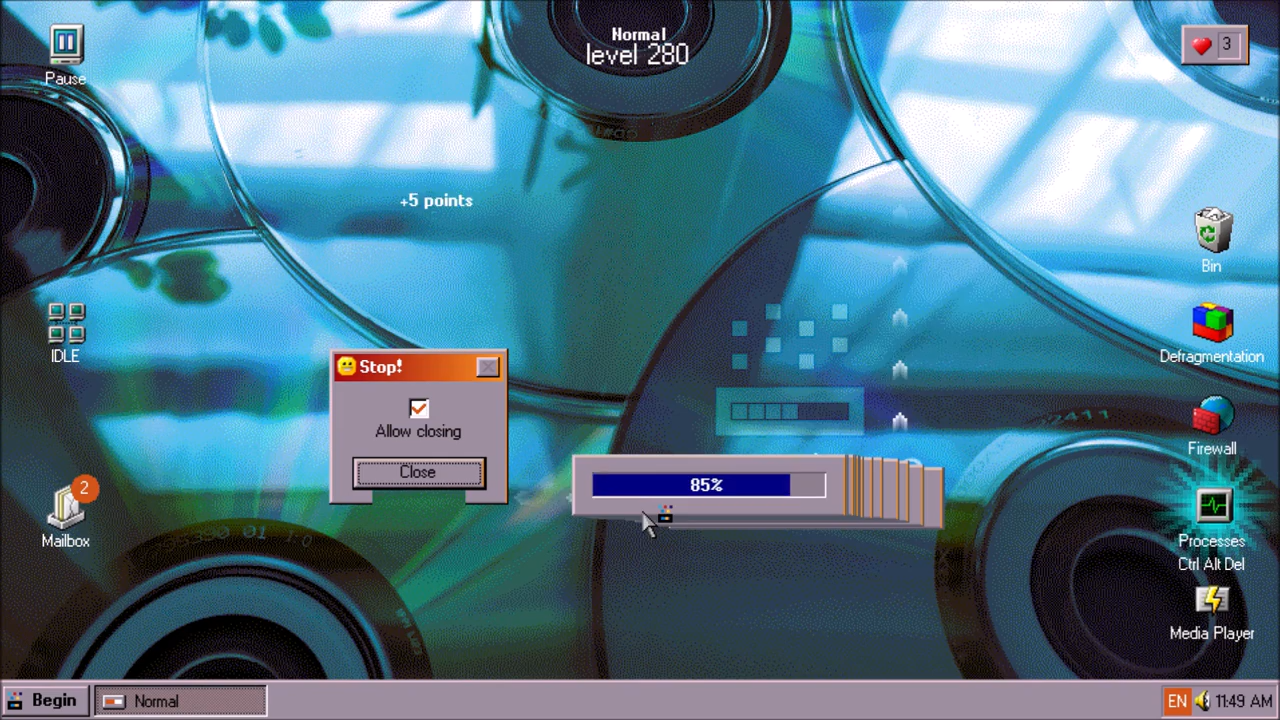 Normal
level 280
3
Pause
+5 points
Bin
IDLE
Defragmentation
Stop!
Allow closing
Close
Firewall
85%
2
Mailbox
Processes
Ctrl Alt Del
Media Player
Begin
Normal
EN
11:49 AM